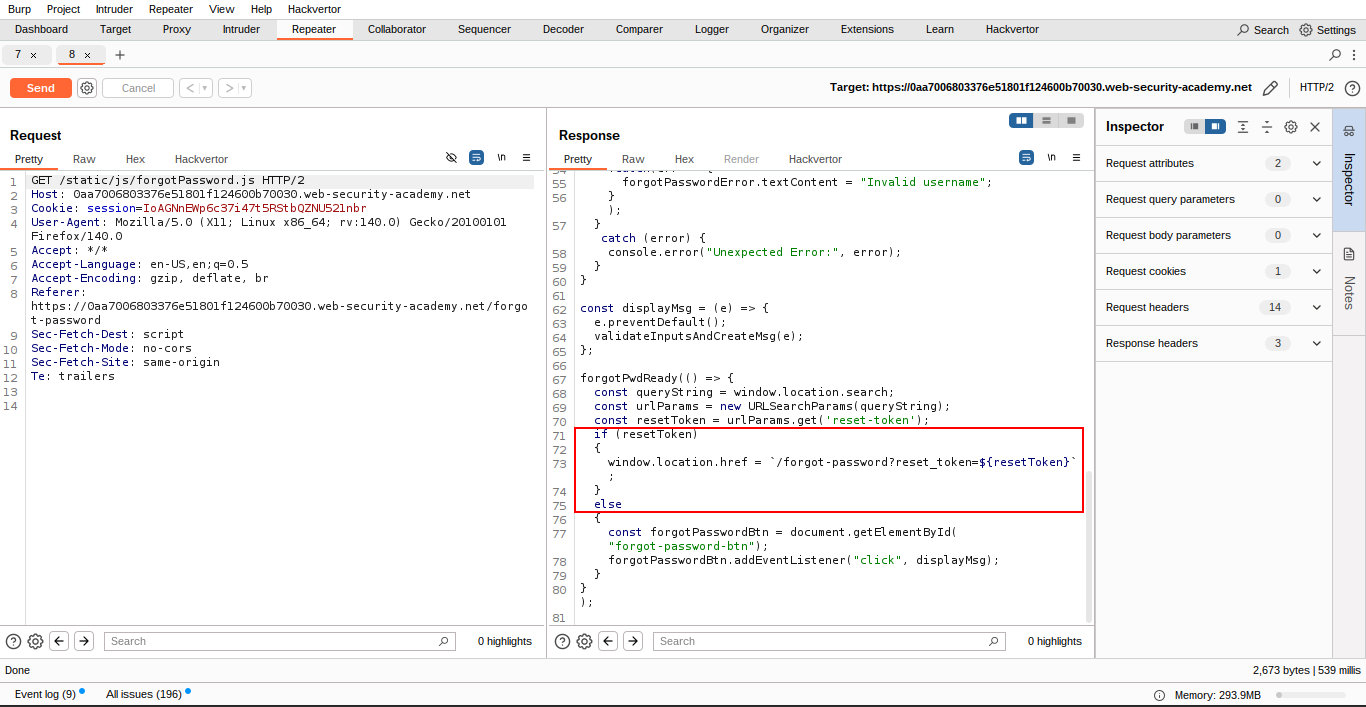 Burp Project Intruder Repeater View Help Hackvertor
Dashboard Target Proxy Intruder Repeater Collaborator Sequencer Decoder Comparer Logger Organizer Extensions Learn Hackvertor Search Settings
7 × 8 × +
Send Cancel < > Target: https://0aa7006803376e51801f124600b70030.web-security-academy.net HTTP/2
Request
Pretty Raw Hex Hackvertor \n
1 GET /static/js/forgotPassword.js HTTP/2
2 Host: 0aa7006803376e51801f124600b70030.web-security-academy.net
3 Cookie: session=IoAGNnEWp6c37i47t5RStbQZNU521nbr
4 User-Agent: Mozilla/5.0 (X11; Linux x86_64; rv:140.0) Gecko/20100101
Firefox/140.0
5 Accept: */*
6 Accept-Language: en-US,en;q=0.5
7 Accept-Encoding: gzip, deflate, br
8 Referer:
https://0aa7006803376e51801f124600b70030.web-security-academy.net/forgo
t-password
9 Sec-Fetch-Dest: script
10 Sec-Fetch-Mode: no-cors
11 Sec-Fetch-Site: same-origin
12 Te: trailers
13
14
Search 0 highlights
Response
Pretty Raw Hex Render Hackvertor \n
55 forgotPasswordError.textContent = "Invalid username";
56 }
);
57 }
catch (error) {
58 console.error("Unexpected Error:", error);
59 }
60 }
61
62 const displayMsg = (e) => {
63 e.preventDefault();
64 validateInputsAndCreateMsg(e);
65 };
66
67 forgotPwdReady(() => {
68 const queryString = window.location.search;
69 const urlParams = new URLSearchParams(queryString);
70 const resetToken = urlParams.get('reset-token');
71 if (resetToken)
72 {
73 window.location.href = `/forgot-password?reset_token=${resetToken}`
;
74 }
75 else
76 {
77 const forgotPasswordBtn = document.getElementById(
"forgot-password-btn");
78 forgotPasswordBtn.addEventListener("click", displayMsg);
79 }
80 }
);
81
Search 0 highlights
Inspector
Request attributes 2
Request query parameters 0
Request body parameters 0
Request cookies 1
Request headers 14
Response headers 3
Inspector
Notes
Done 2,673 bytes | 539 millis
Event log (9) All issues (196) Memory: 293.9MB